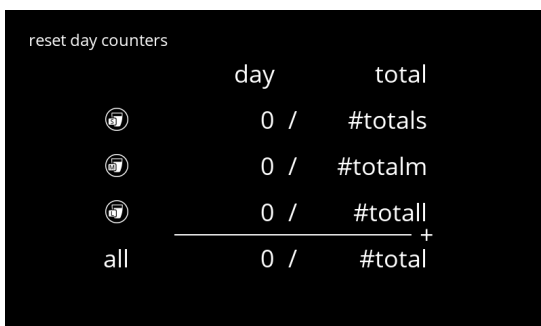 reset day counters
day total
S 0 / #totals
M 0 / #totalm
L 0 / #totall
+
all 0 / #total